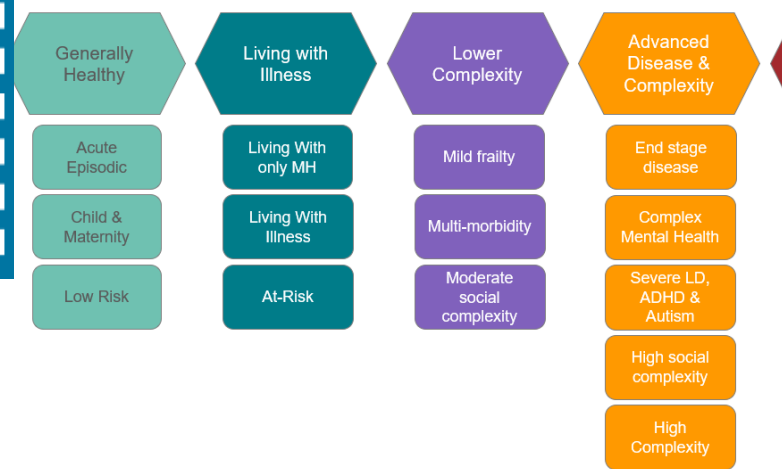 Generally
Healthy
Living with
Illness
Lower
Complexity
Advanced
Disease &
Complexity
Acute
Episodic
Living With
only MH
Mild frailty
End stage
disease
Child &
Maternity
Living With
Illness
Multi-morbidity
Complex
Mental Health
Low Risk
At-Risk
Moderate
social
complexity
Severe LD,
ADHD &
Autism
High social
complexity
High
Complexity